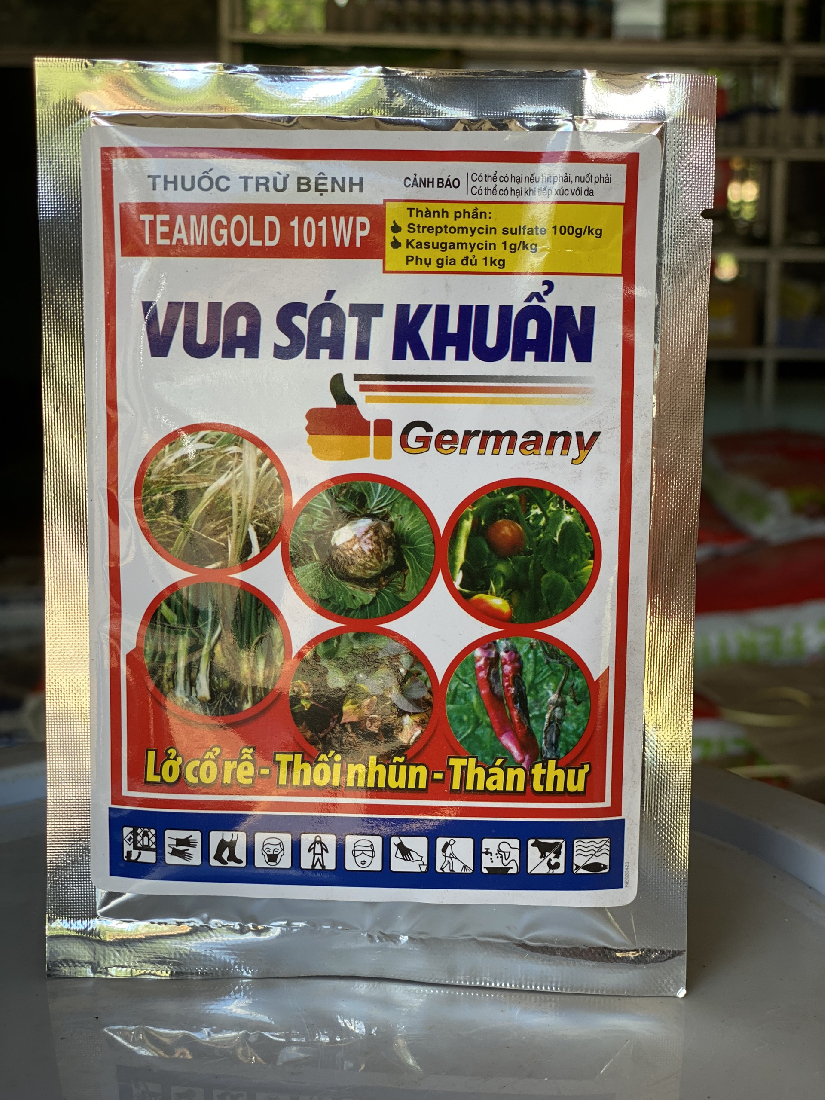 THUỐC TRỪ BỆNH
CẢNH BÁO
Có thể có hại nếu hít phải, nuốt phải
Có thể có hại khi tiếp xúc với da
TEAMGOLD 101WP
Thành phần:
Streptomycin sulfate 100g/kg
Kasugamycin 1g/kg
Phụ gia đủ 1kg
VUA SÁT KHUẨN
Germany
Lở cổ rễ - Thối nhũn - Thán thư